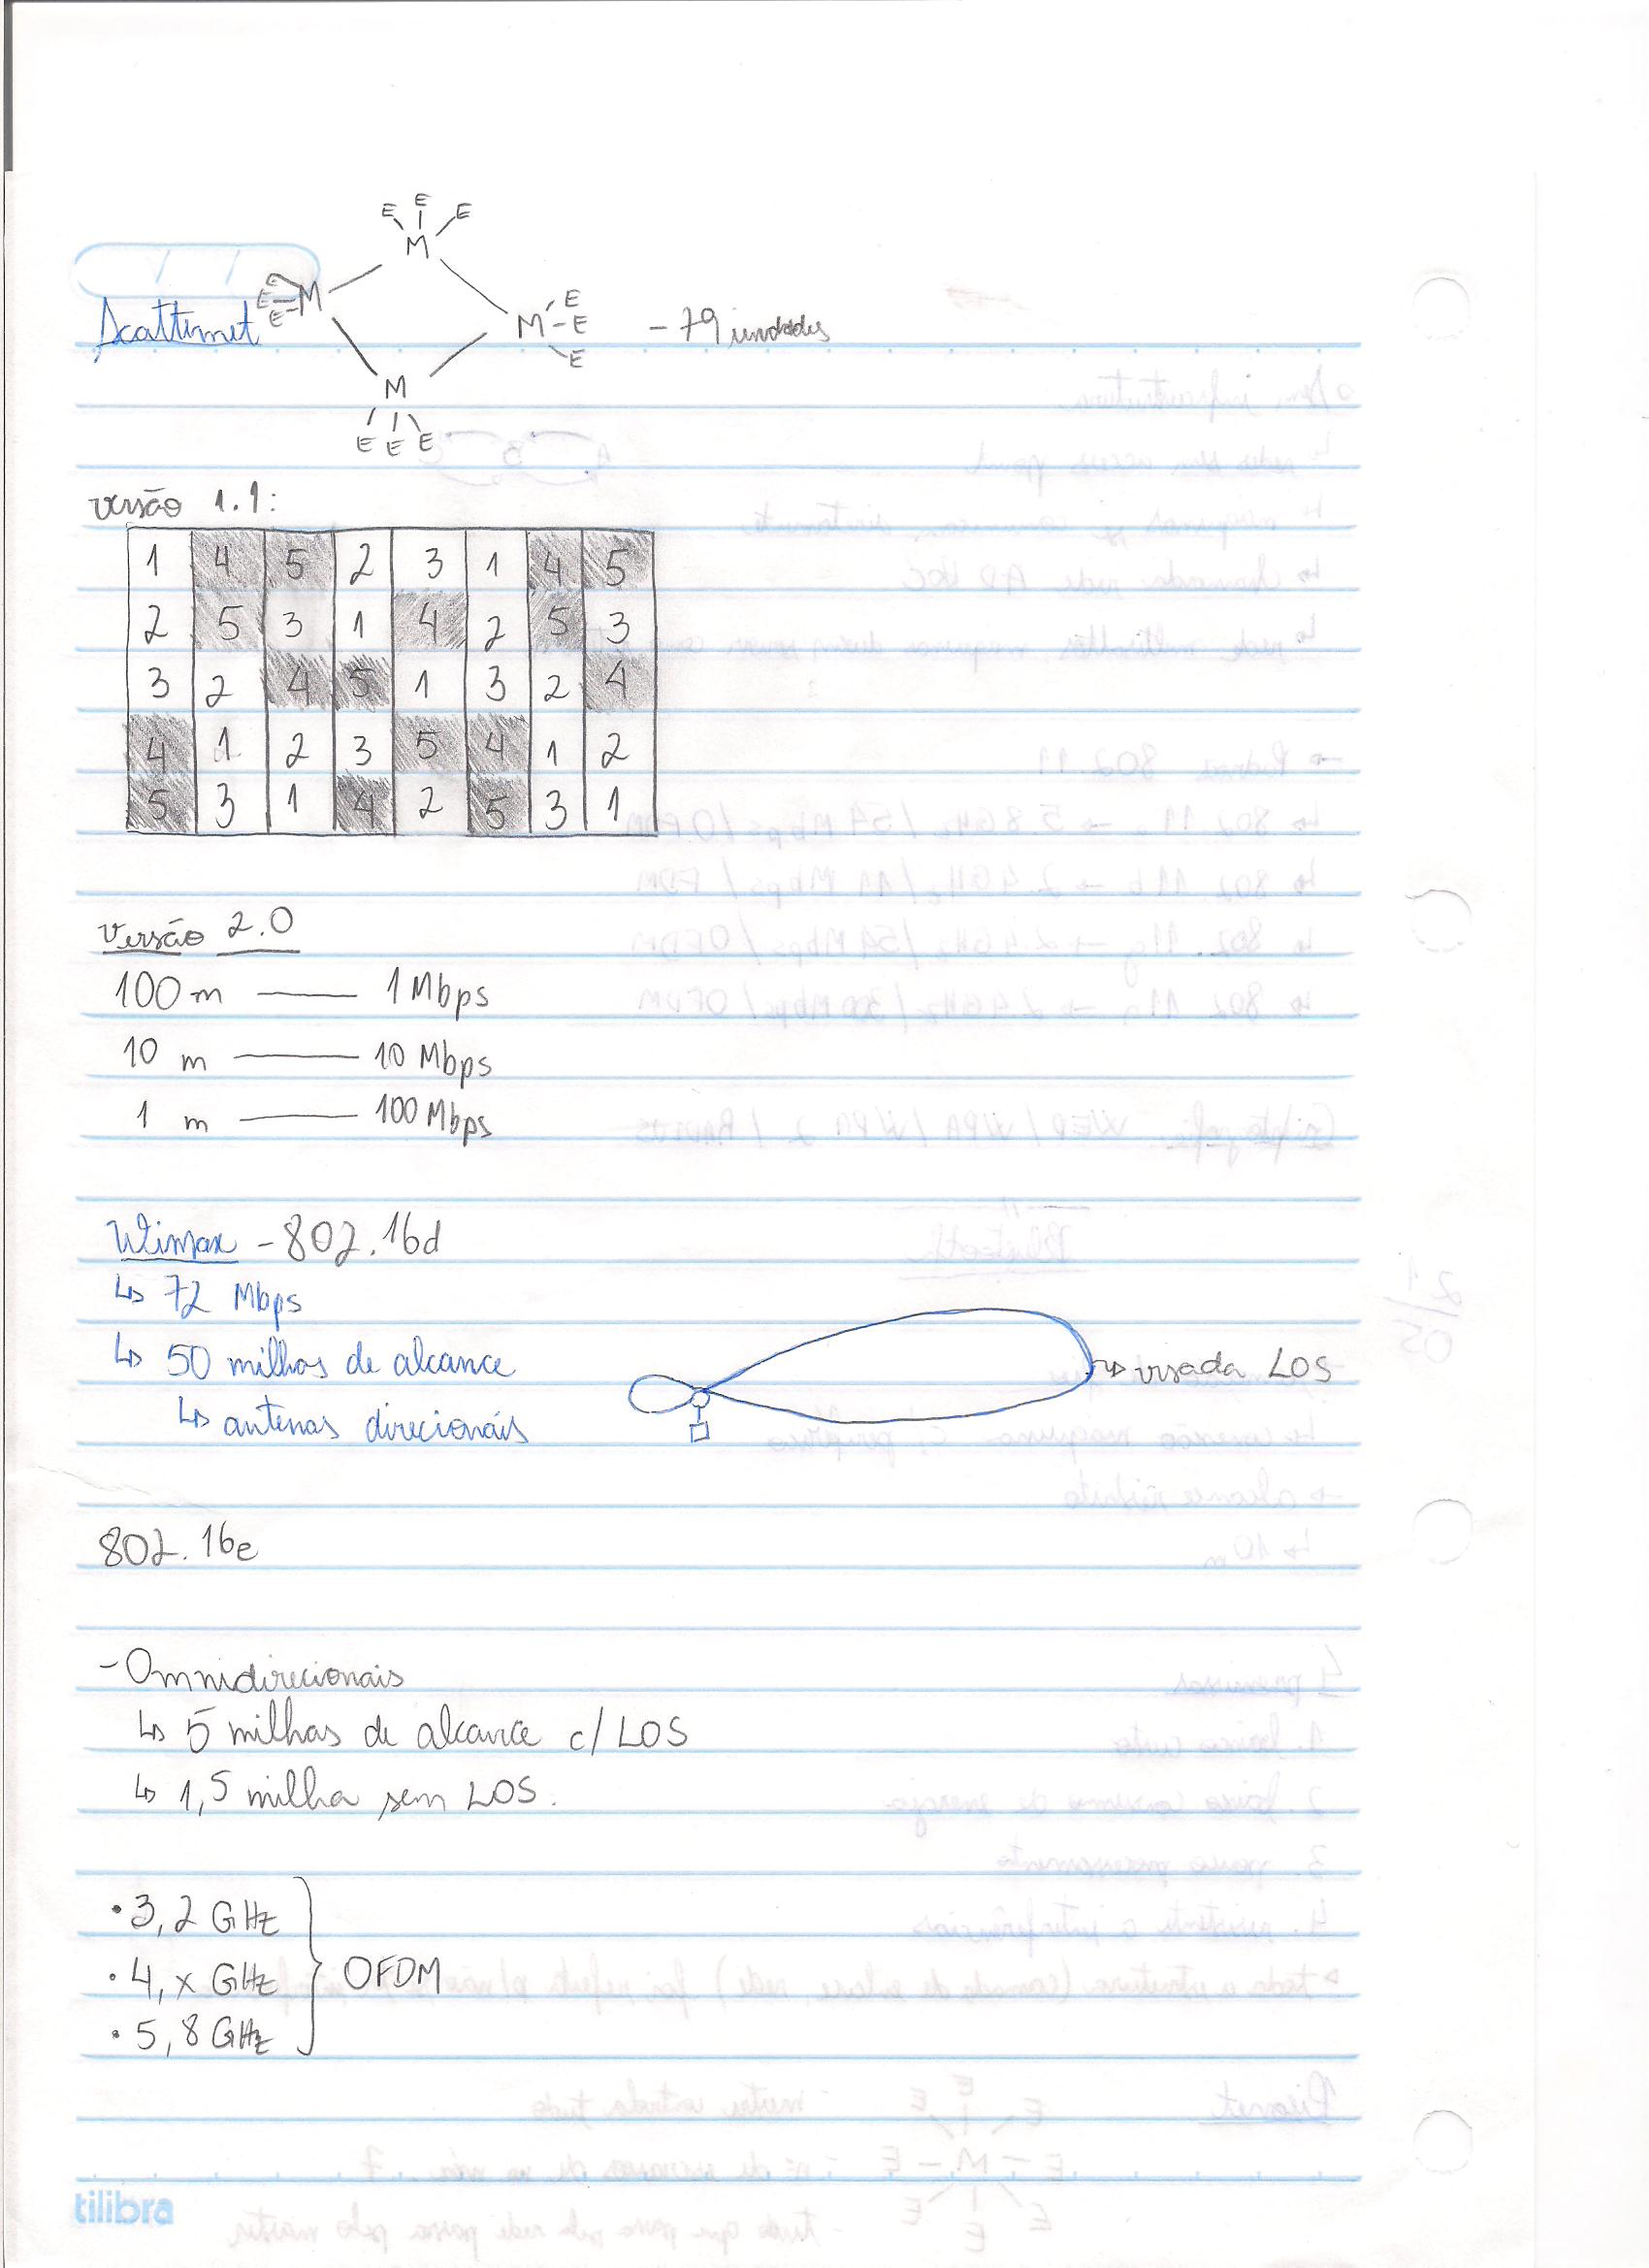 E E E
M
E
E M
E
Scatternet
M E
E
E
- 79 unidades
M
E E E
versão 1.1:
1 4 5 2 3 1 4 5
2 5 3 1 4 2 5 3
3 2 4 5 1 3 2 4
4 1 2 3 5 4 1 2
5 3 1 4 2 5 3 1
versão 2.0
100 m —— 1 Mbps
10 m —— 10 Mbps
1 m —— 100 Mbps
Wimax - 802.16d
↳ 72 Mbps
↳ 50 milhas de alcance
↳ visada LOS
↳ antenas direcionais
802.16e
- Omnidirecionais
↳ 5 milhas de alcance c/ LOS
↳ 1,5 milha sem LOS.
• 3,2 GHz
• 4,x GHz } OFDM
• 5,8 GHz
tilibra